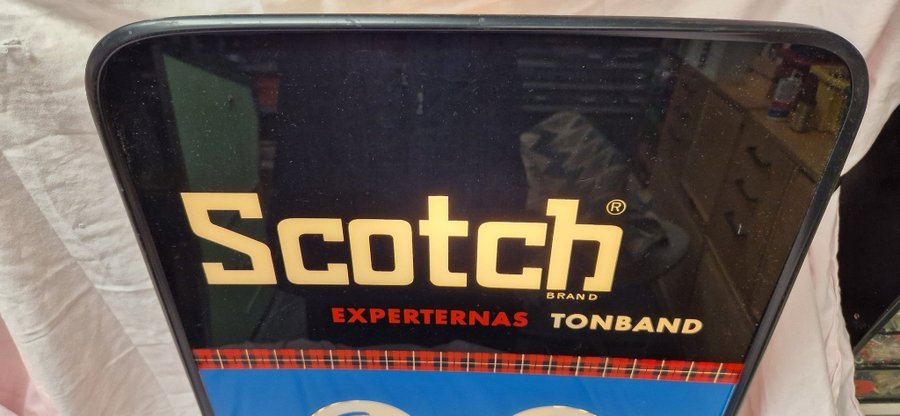 Scotch®
BRAND
EXPERTERNAS TONBAND